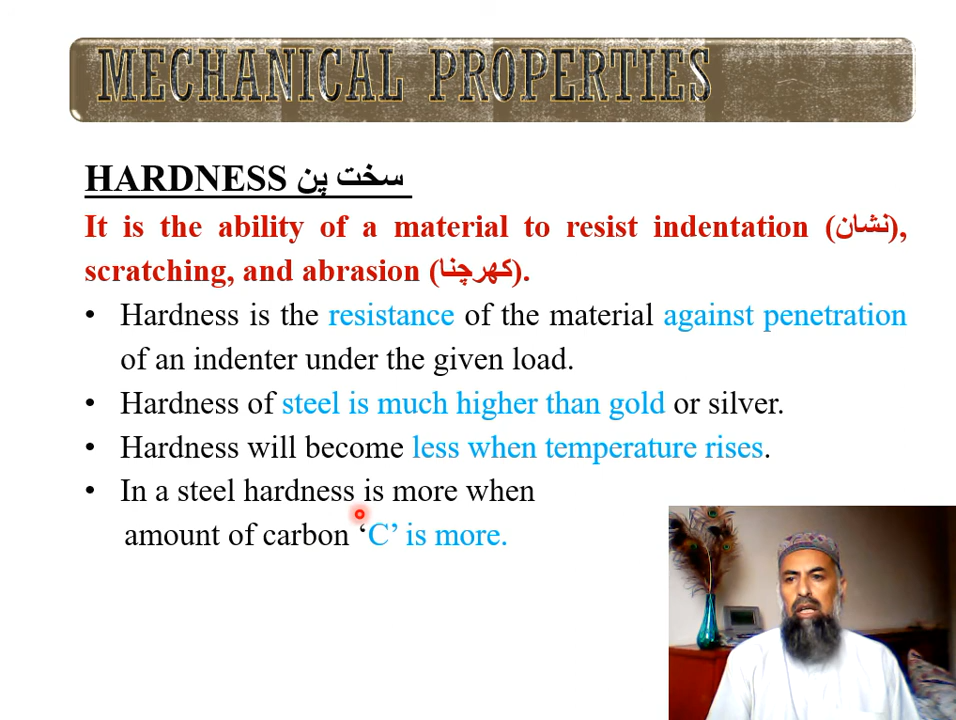 MECHANICAL PROPERTIES
HARDNESS سخت پن
It is the ability of a material to resist indentation (نشان),
scratching, and abrasion (کھرچنا).
• Hardness is the resistance of the material against penetration
of an indenter under the given load.
• Hardness of steel is much higher than gold or silver.
• Hardness will become less when temperature rises.
• In a steel hardness is more when
amount of carbon ‘C’ is more.